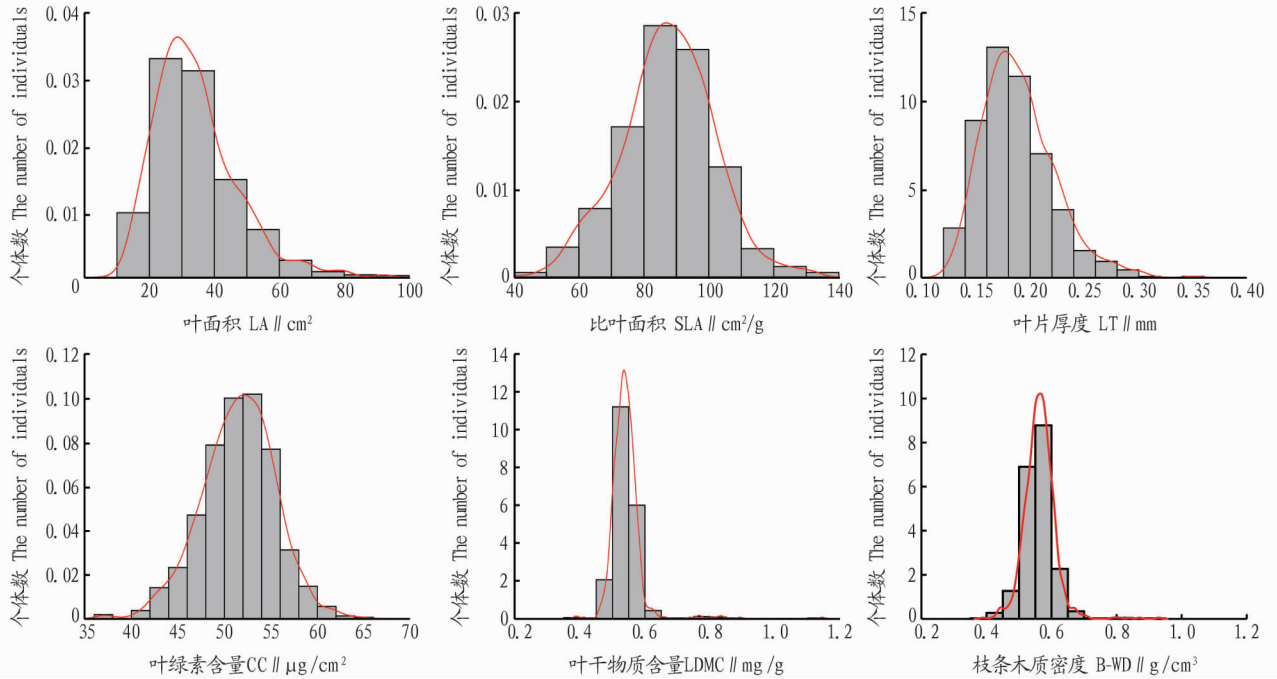 个体数 The number of individuals
0.04
0.03
0.02
0.01
0
20 40 60 80 100
叶面积 LA∥cm²
个体数 The number of individuals
0.03
0.02
0.01
0
40 60 80 100 120 140
比叶面积 SLA∥cm²/g
个体数 The number of individuals
15
10
5
0
0.10 0.12 0.20 0.25 0.30 0.35 0.40
叶片厚度 LT∥mm
个体数 The number of individuals
0.12
0.10
0.08
0.06
0.04
0.02
0
35 40 45 50 55 60 65 70
叶绿素含量CC∥μg/cm²
个体数 The number of individuals
14
12
10
8
6
4
2
0
0.2 0.4 0.6 0.8 1.0 1.2
叶干物质含量LDMC∥mg/g
个体数 The number of individuals
12
10
8
6
4
2
0
0.2 0.4 0.6 0.8 1.0 1.2
枝条木质密度 B-WD∥g/cm³